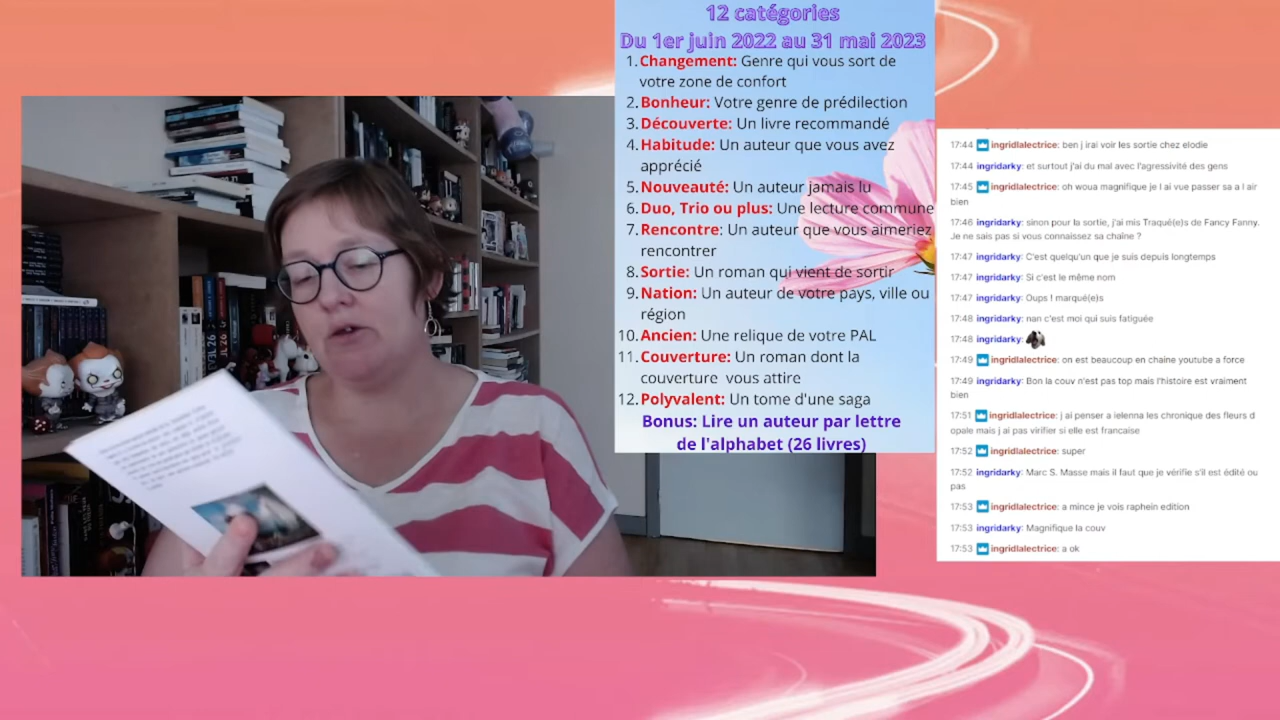 12 catégories
Du 1er juin 2022 au 31 mai 2023
1. Changement: Genre qui vous sort de
votre zone de confort
2. Bonheur: Votre genre de prédilection
3. Découverte: Un livre recommandé
4. Habitude: Un auteur que vous avez
apprécié
5. Nouveauté: Un auteur jamais lu
6. Duo, Trio ou plus: Une lecture commune
7. Rencontre: Un auteur que vous aimeriez
rencontrer
8. Sortie: Un roman qui vient de sortir
9. Nation: Un auteur de votre pays, ville ou
région
10. Ancien: Une relique de votre PAL
11. Couverture: Un roman dont la
couverture vous attire
12. Polyvalent: Un tome d'une saga
Bonus: Lire un auteur par lettre
de l'alphabet (26 livres)
17:44 ingridlalectrice: ben j irai voir les sortie chez elodie
17:44 ingridarky: et surtout j'ai du mal avec l'agressivité des gens
17:45 ingridlalectrice: oh woua magnifique je l ai vue passer sa a l air
bien
17:46 ingridarky: sinon pour la sortie, j'ai mis Traqué(e)s de Fancy Fanny.
Je ne sais pas si vous connaissez sa chaîne ?
17:47 ingridarky: C'est quelqu'un que je suis depuis longtemps
17:47 ingridarky: Si c'est le même nom
17:47 ingridarky: Oups ! marqué(e)s
17:48 ingridarky: nan c'est moi qui suis fatiguée
17:48 ingridarky:
17:49 ingridlalectrice: on est beaucoup en chaine youtube a force
17:49 ingridarky: Bon la couv n'est pas top mais l'histoire est vraiment
bien
17:51 ingridlalectrice: j ai penser a ielenna les chronique des fleurs d
opale mais j ai pas virifier si elle est francaise
17:52 ingridlalectrice: super
17:52 ingridarky: Marc S. Masse mais il faut que je vérifie s'il est édité ou
pas
17:53 ingridlalectrice: a mince je vois raphein edition
17:53 ingridarky: Magnifique la couv
17:53 ingridlalectrice: a ok